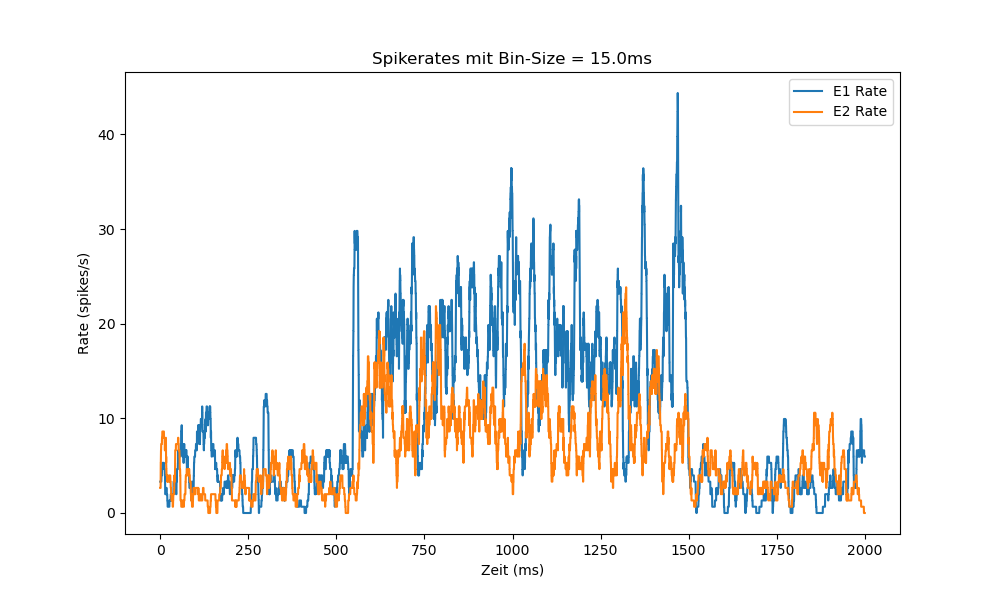 Spikerates mit Bin-Size = 15.0ms
E1 Rate
E2 Rate
Rate (spikes/s)
40
30
20
10
0
0 250 500 750 1000 1250 1500 1750 2000
Zeit (ms)